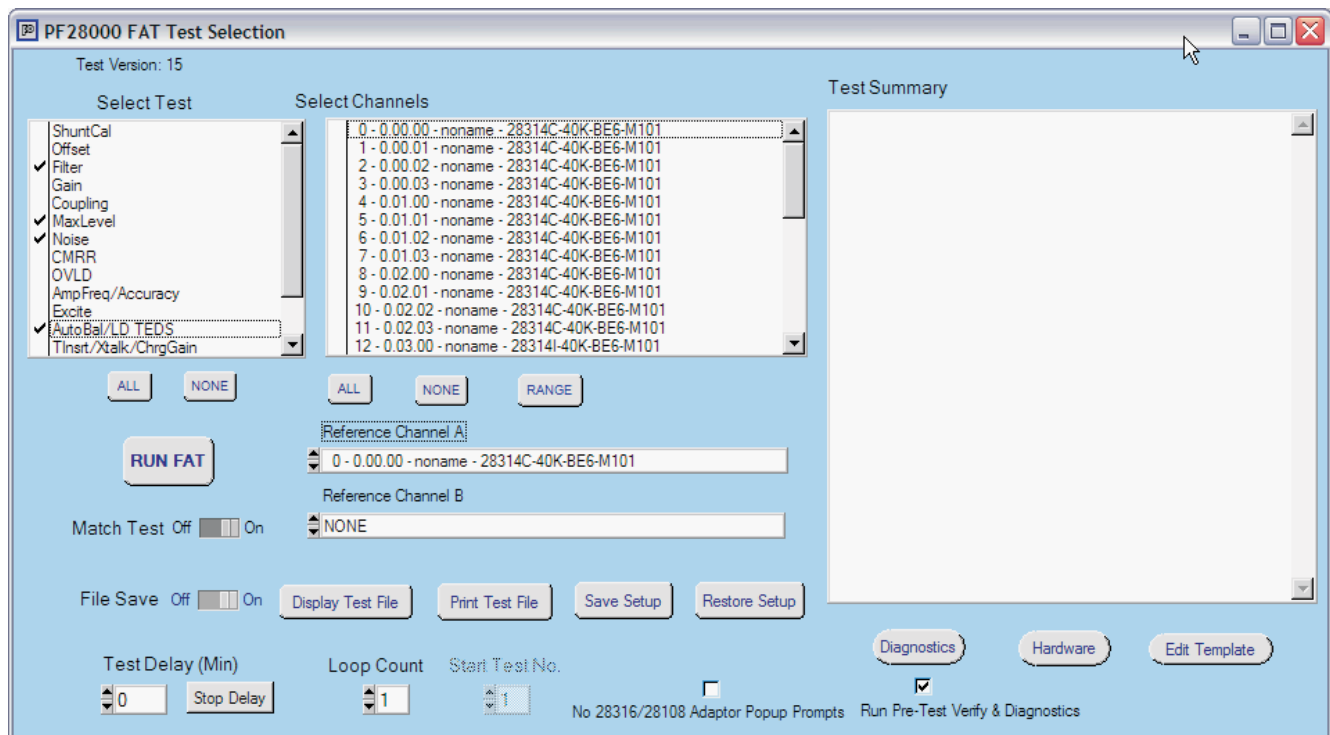 PF28000 FAT Test Selection
Test Version: 15
Select Test
ShuntCal
Offset
Filter
Gain
Coupling
MaxLevel
Noise
CMRR
OVLD
AmpFreq/Accuracy
Excite
AutoBal/LD TEDS
TInsrt/Xtalk/ChrgGain
ALL NONE
Select Channels
0 - 0.00.00 - noname - 28314C-40K-BE6-M101
1 - 0.00.01 - noname - 28314C-40K-BE6-M101
2 - 0.00.02 - noname - 28314C-40K-BE6-M101
3 - 0.00.03 - noname - 28314C-40K-BE6-M101
4 - 0.01.00 - noname - 28314C-40K-BE6-M101
5 - 0.01.01 - noname - 28314C-40K-BE6-M101
6 - 0.01.02 - noname - 28314C-40K-BE6-M101
7 - 0.01.03 - noname - 28314C-40K-BE6-M101
8 - 0.02.00 - noname - 28314C-40K-BE6-M101
9 - 0.02.01 - noname - 28314C-40K-BE6-M101
10 - 0.02.02 - noname - 28314C-40K-BE6-M101
11 - 0.02.03 - noname - 28314C-40K-BE6-M101
12 - 0.03.00 - noname - 28314I-40K-BE6-M101
ALL NONE RANGE
Test Summary
RUN FAT
Reference Channel A
0 - 0.00.00 - noname - 28314C-40K-BE6-M101
Reference Channel B
NONE
Match Test Off On
File Save Off On
Display Test File Print Test File Save Setup Restore Setup
Diagnostics Hardware Edit Template
Test Delay (Min) Loop Count Start Test No.
0 Stop Delay 1 1
No 28316/28108 Adaptor Popup Prompts Run Pre-Test Verify & Diagnostics